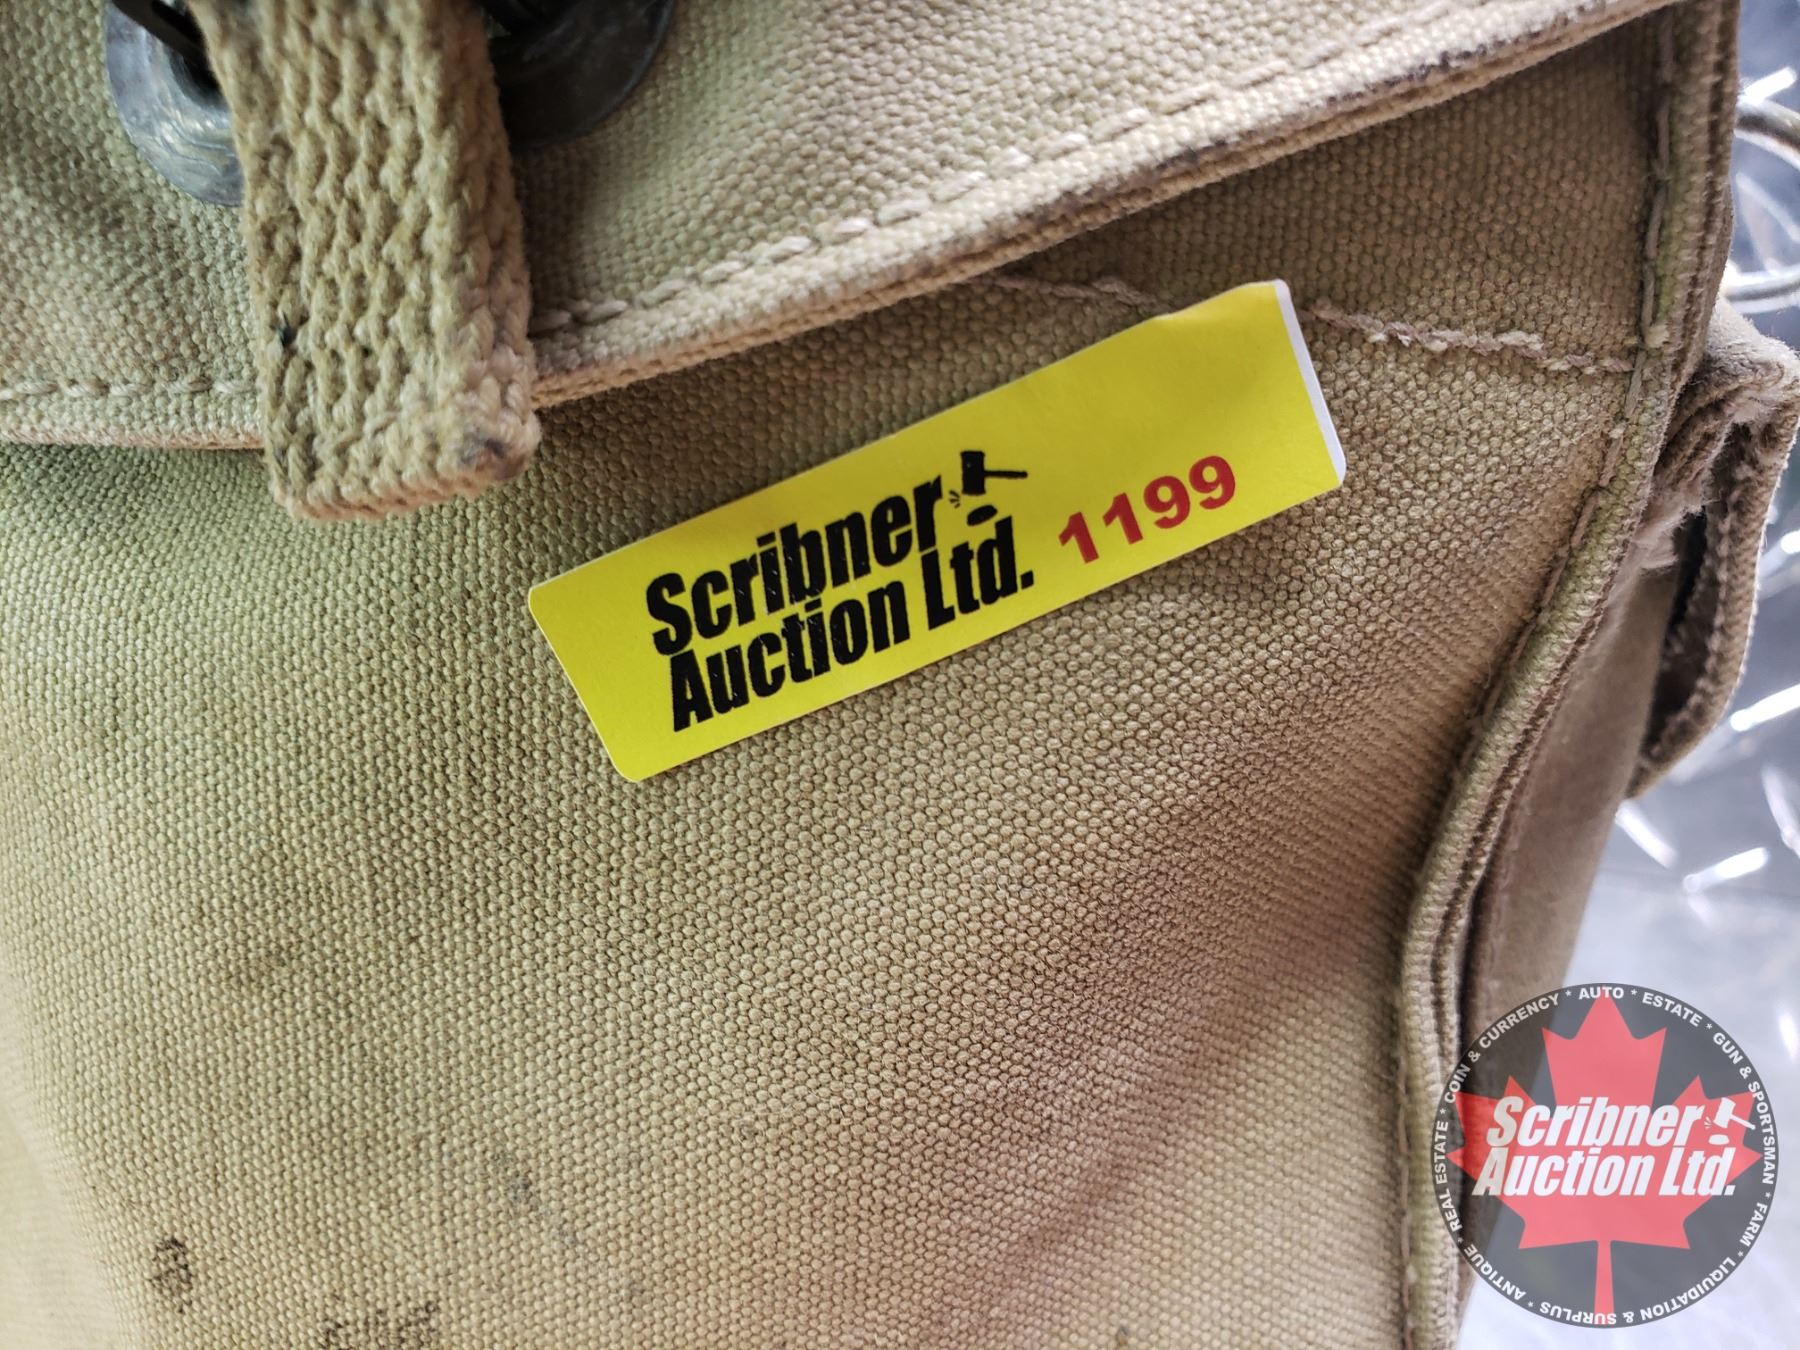 Scribner
Auction Ltd.
1199
COIN & CURRENCY * AUTO * ESTATE * GUN & SPORTSMAN * FARM * LIQUIDATION & SURPLUS * ANTIQUE * REAL ESTATE *
Scribner
Auction Ltd.